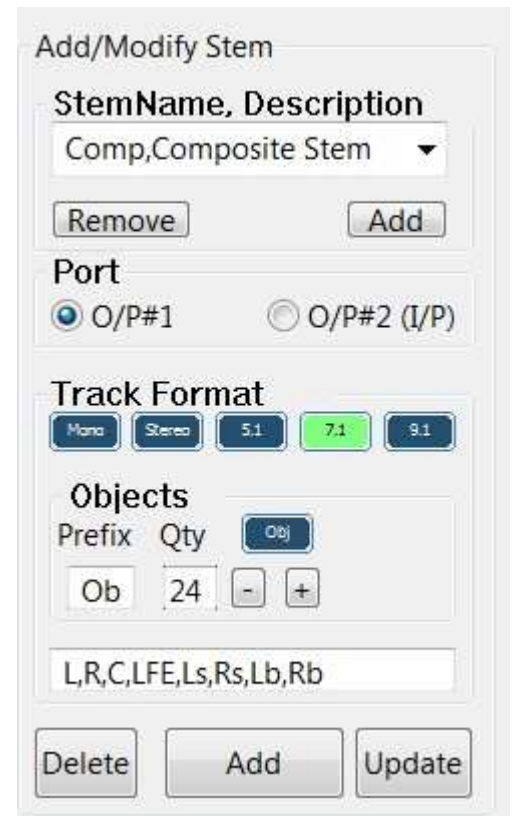 Add/Modify Stem
StemName, Description
Comp,Composite Stem
Remove Add
Port
O/P#1 O/P#2 (I/P)
Track Format
Mono Stereo 5.1 7.1 9.1
Objects
Prefix Qty Obj
Ob 24 - +
L,R,C,LFE,Ls,Rs,Lb,Rb
Delete Add Update